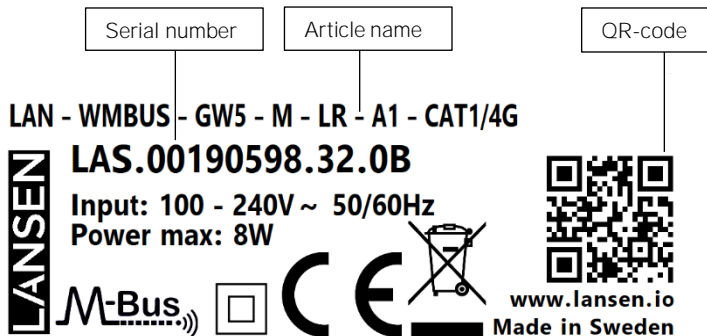 Serial number
Article name
QR-code
LAN - WMBUS - GW5 - M - LR - A1 - CAT1/4G
LAS.00190598.32.0B
Input: 100 - 240V ~ 50/60Hz
Power max: 8W
LANSEN
M-Bus
CE
www.lansen.io
Made in Sweden